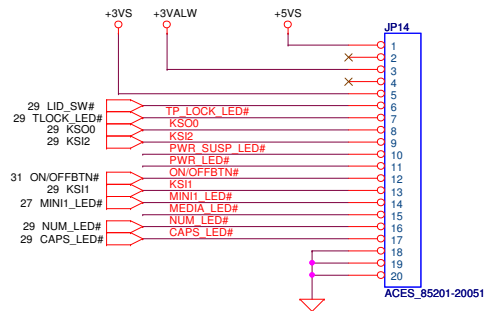 +3VS
+3VALW
+5VS
JP14
1
2
3
4
5
29 LID_SW# 6
29 TLOCK_LED# TP_LOCK_LED# 7
29 KSO0 KSO0 8
29 KSI2 KSI2 9
PWR_SUSP_LED# 10
PWR_LED# 11
31 ON/OFFBTN# ON/OFFBTN# 12
29 KSI1 KSI1 13
27 MINI1_LED# MINI1_LED# 14
MEDIA_LED# 15
29 NUM_LED# NUM_LED# 16
29 CAPS_LED# CAPS_LED# 17
18
19
20
ACES_85201-20051